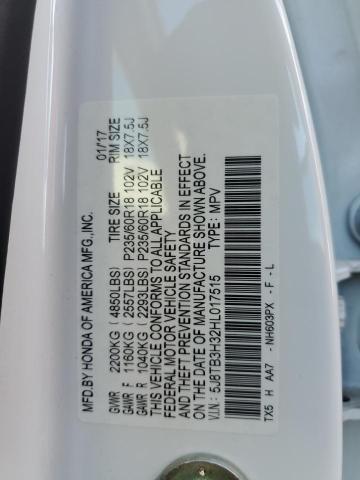 MFD.BY HONDA OF AMERICA MFG.,INC. 01/17
GVWR 2200KG ( 4850LBS) TIRE SIZE RIM SIZE
GAWR F 1160KG ( 2557LBS) P235/60R18 102V 18X7.5J
GAWR R 1040KG ( 2293LBS) P235/60R18 102V 18X7.5J
THIS VEHICLE CONFORMS TO ALL APPLICABLE
FEDERAL MOTOR VEHICLE SAFETY
AND THEFT PREVENTION STANDARDS IN EFFECT
ON THE DATE OF MANUFACTURE SHOWN ABOVE.
V.I.N.: 5J8TB3H32HL017515 TYPE: MPV
TX5 H AA7 - NH603PX - F - L